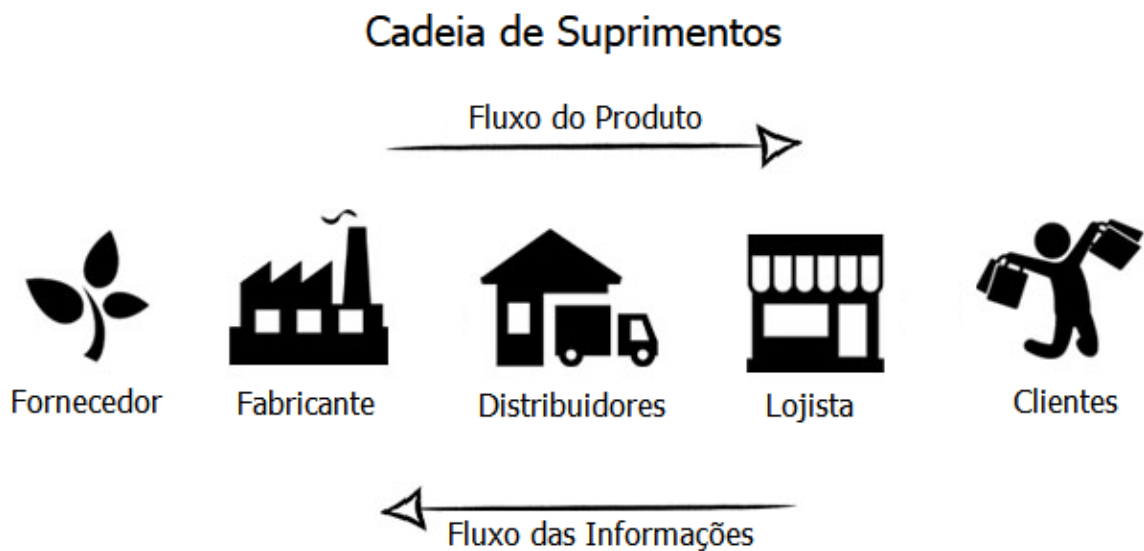 Cadeia de Suprimentos
Fluxo do Produto
Fornecedor
Fabricante
Distribuidores
Lojista
Clientes
Fluxo das Informações